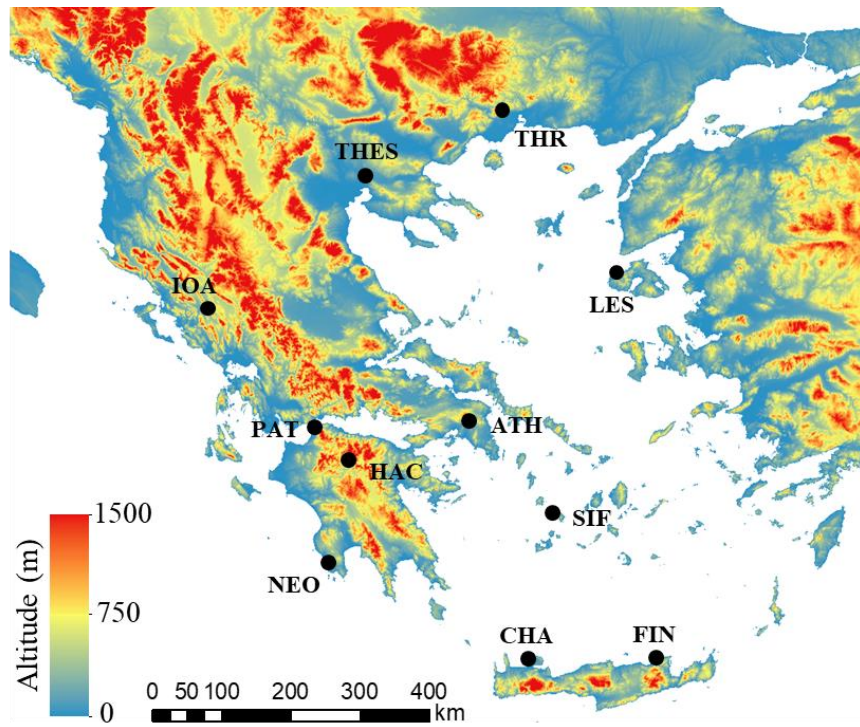 THR
THES
IOA
LES
PAT
ATH
HAC
SIF
NEO
CHA
FIN
Altitude (m)
1500
750
0
0 50 100 200 300 400
km